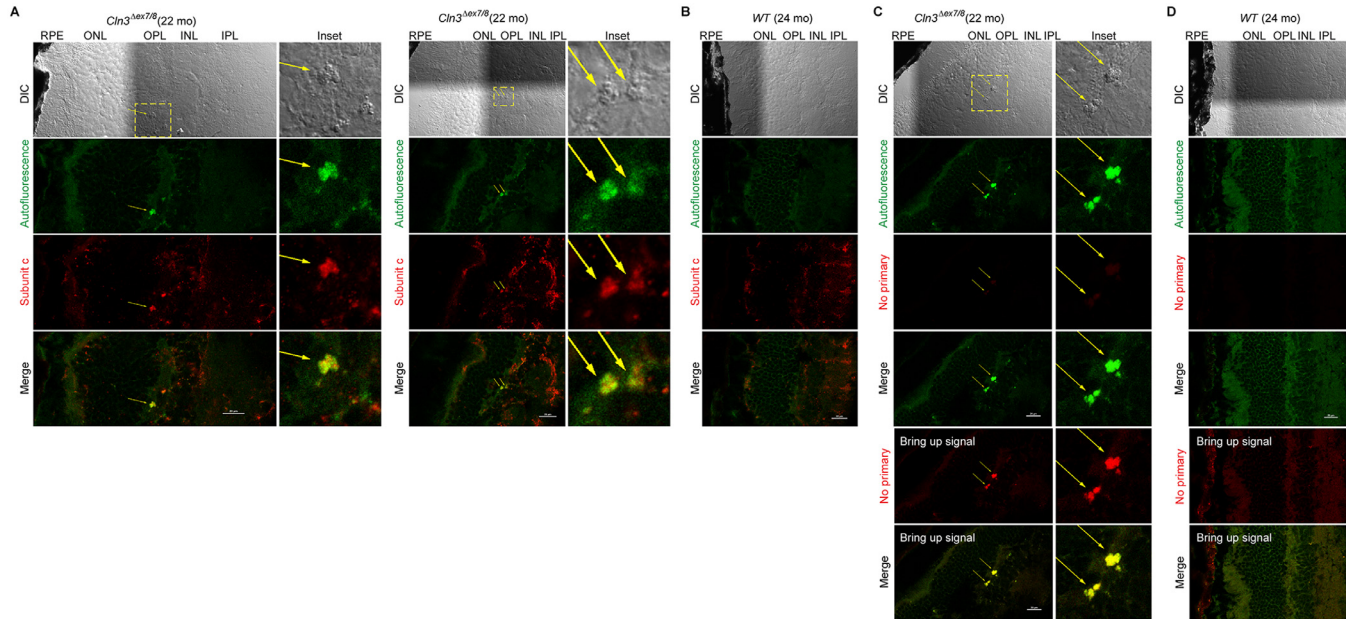 A
Cln3Δex7/8 (22 mo)
RPE ONL OPL INL IPL Inset
DIC
Autofluorescence
Subunit c
Merge
Cln3Δex7/8 (22 mo)
RPE ONL OPL INL IPL Inset
DIC
Autofluorescence
Subunit c
Merge
B
WT (24 mo)
RPE ONL OPL INL IPL
DIC
Autofluorescence
Subunit c
Merge
C
Cln3Δex7/8 (22 mo)
RPE ONL OPL INL IPL Inset
DIC
Autofluorescence
No primary
Merge
No primary
Bring up signal
Merge
Bring up signal
D
WT (24 mo)
RPE ONL OPL INL IPL
DIC
Autofluorescence
No primary
Merge
No primary
Bring up signal
Merge
Bring up signal